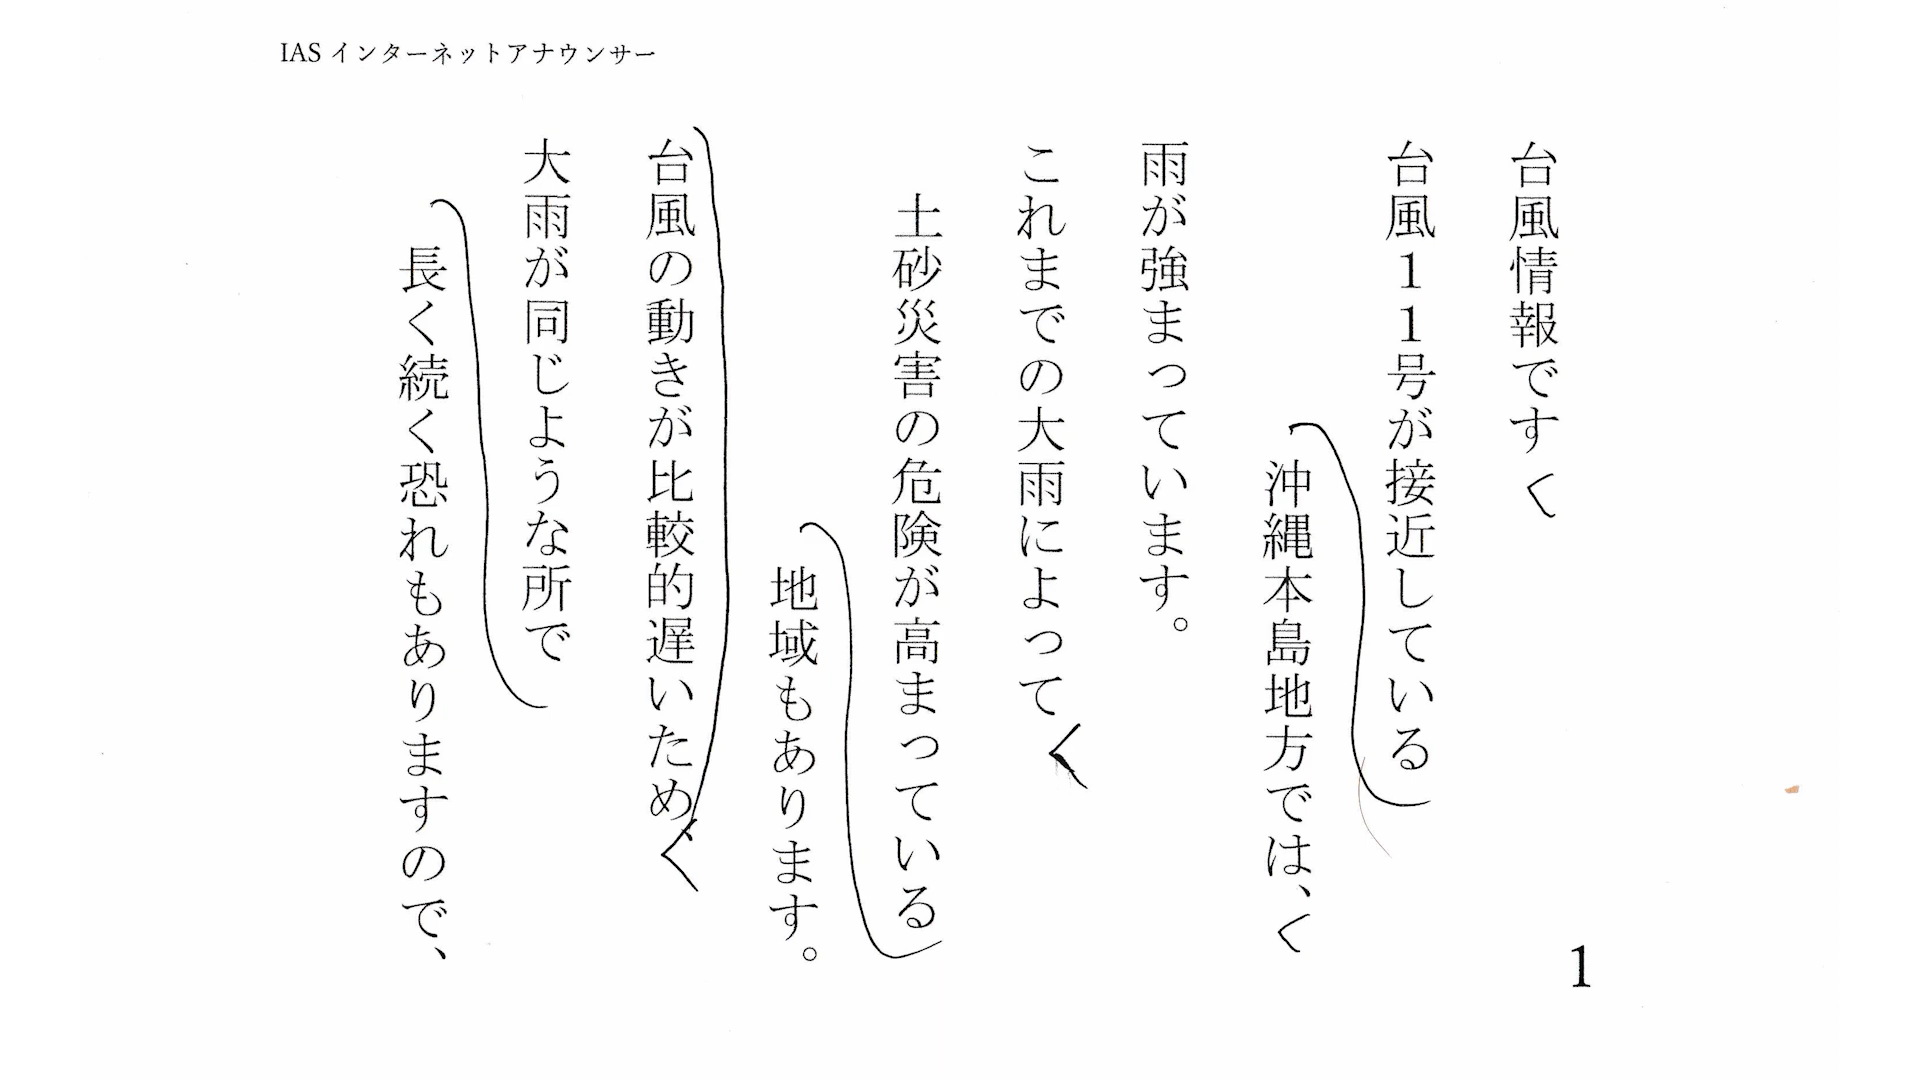 IAS インターネットアナウンサー
台風情報です
台風１１号が接近している
沖縄本島地方では、
雨が強まっています。
これまでの大雨によって
土砂災害の危険が高まっている
地域もあります。
台風の動きが比較的遅いため、
大雨が同じような所で
長く続く恐れもありますので、
1